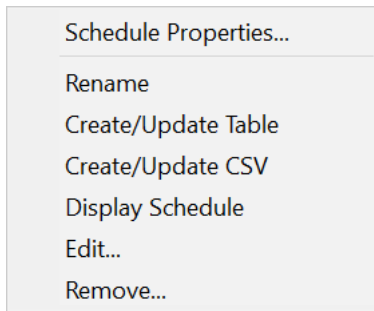 Schedule Properties...
Rename
Create/Update Table
Create/Update CSV
Display Schedule
Edit...
Remove...